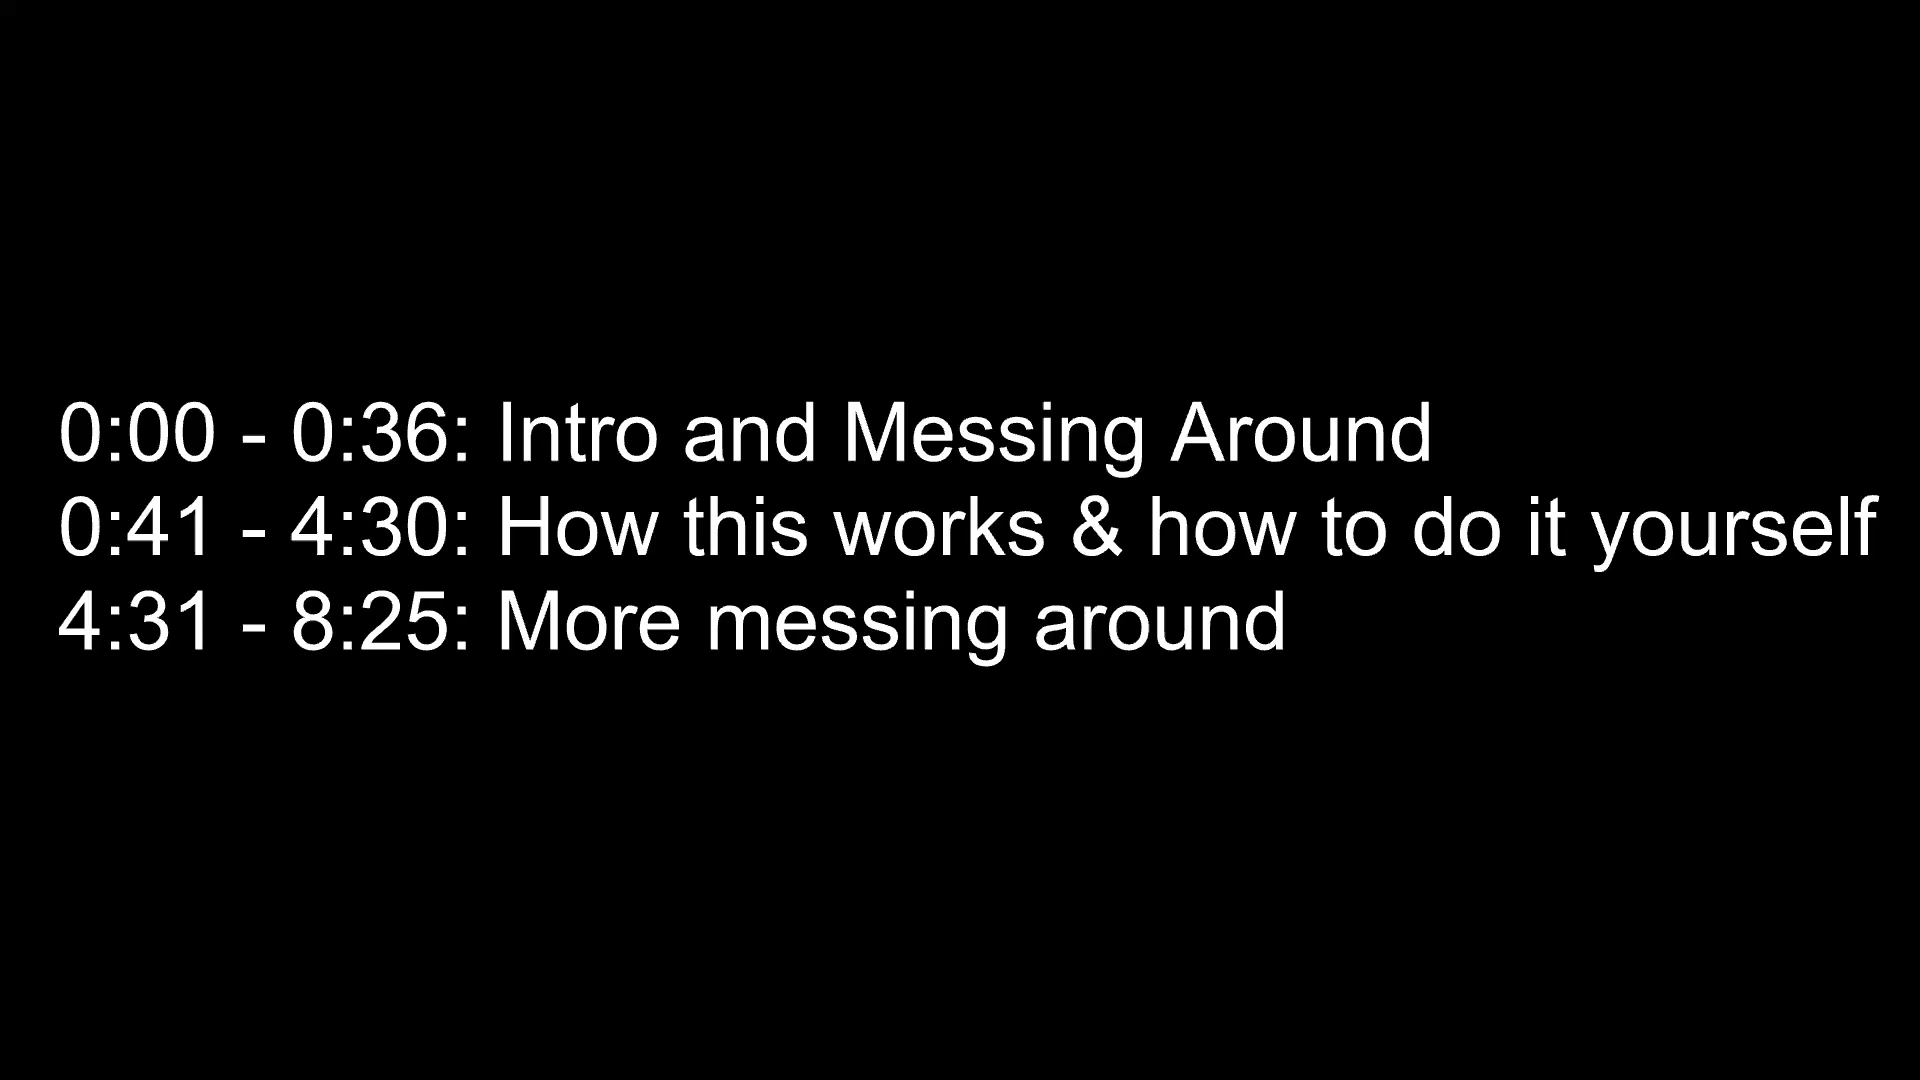 0:00 - 0:36: Intro and Messing Around
0:41 - 4:30: How this works & how to do it yourself
4:31 - 8:25: More messing around